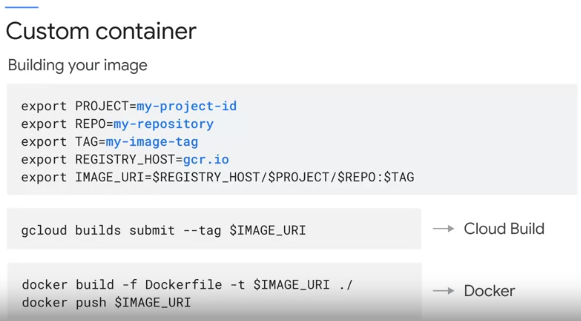 Custom container
Building your image
export PROJECT=my-project-id
export REPO=my-repository
export TAG=my-image-tag
export REGISTRY_HOST=gcr.io
export IMAGE_URI=$REGISTRY_HOST/$PROJECT/$REPO:$TAG
gcloud builds submit --tag $IMAGE_URI
→ Cloud Build
docker build -f Dockerfile -t $IMAGE_URI ./
docker push $IMAGE_URI
→ Docker